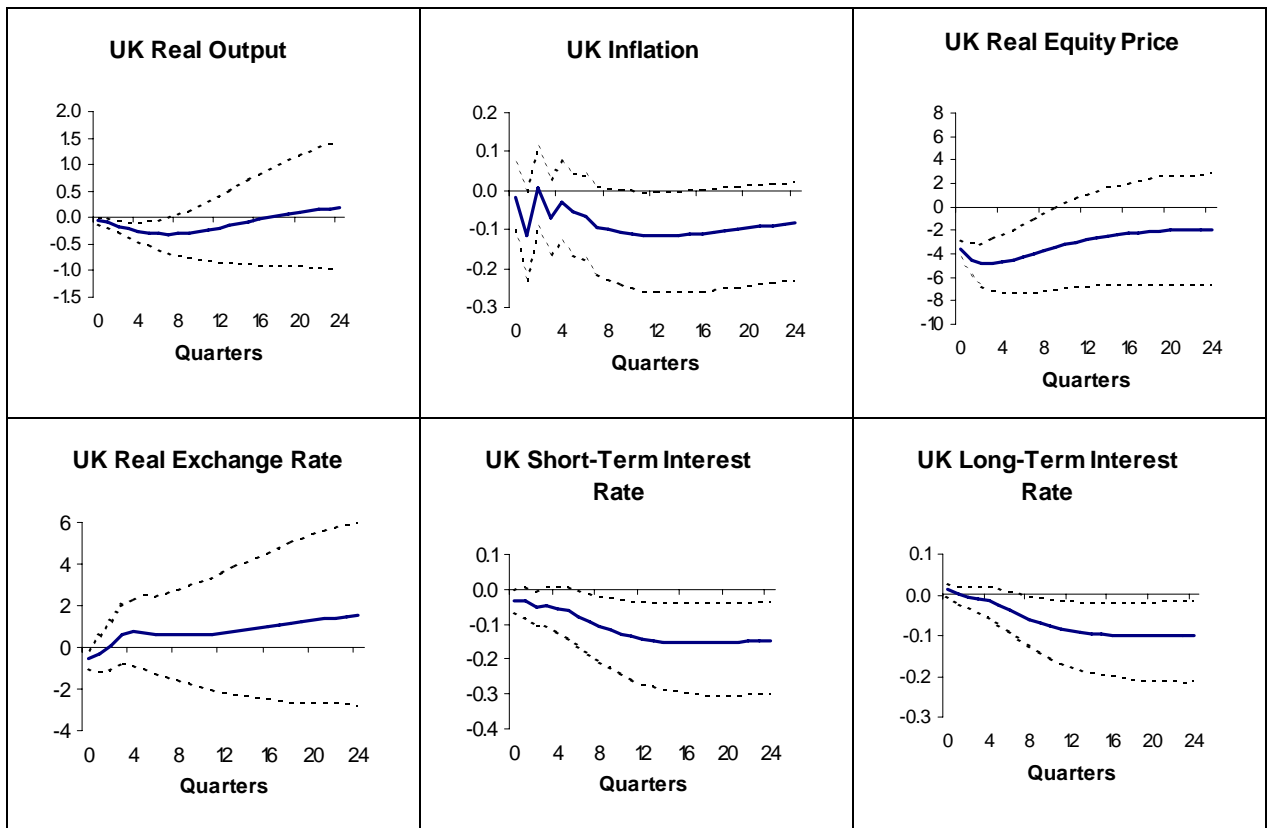 UK Real Output
2.0
1.5
1.0
0.5
0.0
-0.5
-1.0
-1.5
0 4 8 12 16 20 24
Quarters
UK Inflation
0.2
0.1
0.0
-0.1
-0.2
-0.3
0 4 8 12 16 20 24
Quarters
UK Real Equity Price
8
6
4
2
0
-2
-4
-6
-8
-10
0 4 8 12 16 20 24
Quarters
UK Real Exchange Rate
6
4
2
0
-2
-4
0 4 8 12 16 20 24
Quarters
UK Short-Term Interest
Rate
0.1
0.0
-0.1
-0.2
-0.3
-0.4
0 4 8 12 16 20 24
Quarters
UK Long-Term Interest
Rate
0.1
0.0
-0.1
-0.2
-0.3
0 4 8 12 16 20 24
Quarters